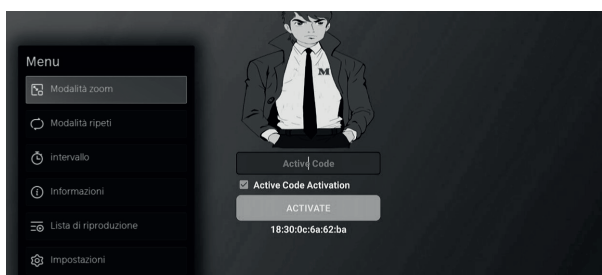 Menu
Modalità zoom
Modalità ripeti
intervallo
Informazioni
Lista di riproduzione
Impostazioni
M
Active Code
Active Code Activation
ACTIVATE
18:30:0c:6a:62:ba